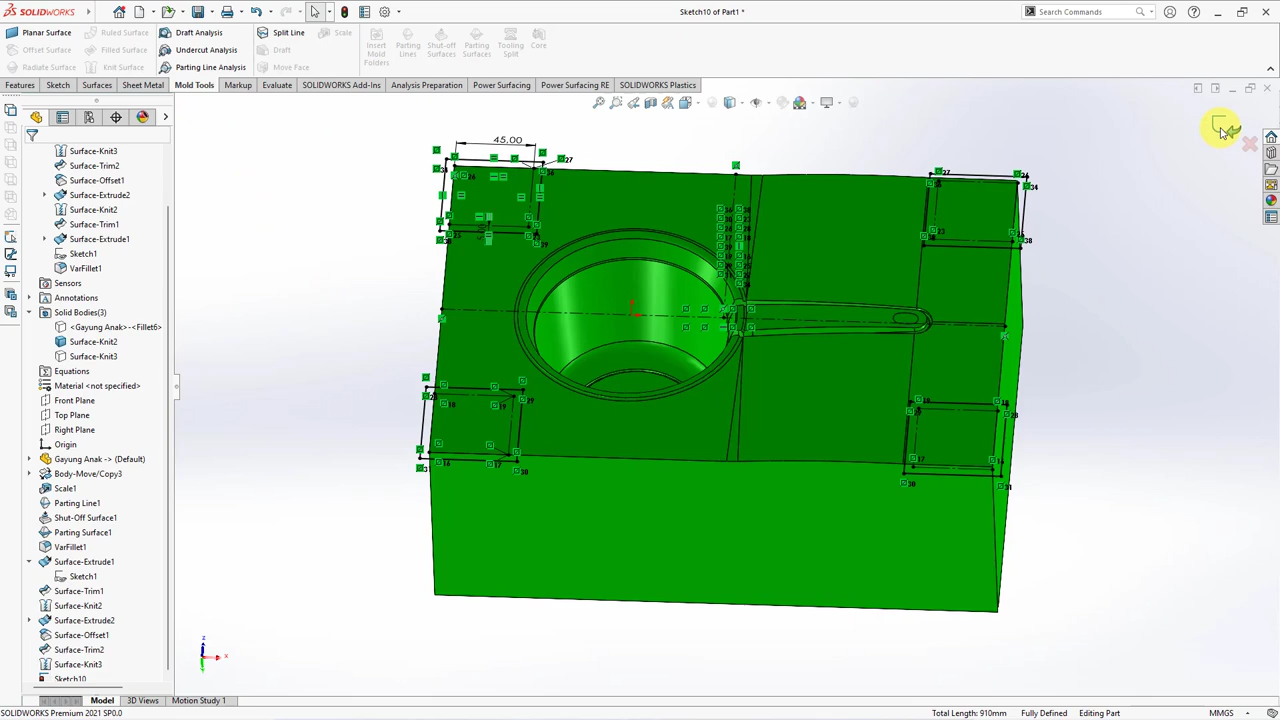 SOLIDWORKS
Sketch10 of Part1 *
Search Commands
Planar Surface
Ruled Surface
Draft Analysis
Split Line
Scale
Offset Surface
Filled Surface
Undercut Analysis
Draft
Radiate Surface
Knit Surface
Parting Line Analysis
Move Face
Insert Mold Folders
Parting Lines
Shut-off Surfaces
Parting Surfaces
Tooling Split
Core
Features
Sketch
Surfaces
Sheet Metal
Mold Tools
Markup
Evaluate
SOLIDWORKS Add-Ins
Analysis Preparation
Power Surfacing
Power Surfacing RE
SOLIDWORKS Plastics
Surface-Knit3
Surface-Trim2
Surface-Offset1
Surface-Extrude2
Surface-Knit2
Surface-Trim1
Surface-Extrude1
Sketch1
VarFillet1
Sensors
Annotations
Solid Bodies(3)
<Gayung Anak>-<Fillet6>
Surface-Knit2
Surface-Knit3
Equations
Material <not specified>
Front Plane
Top Plane
Right Plane
Origin
Gayung Anak -> (Default)
Body-Move/Copy3
Scale1
Parting Line1
Shut-Off Surface1
Parting Surface1
VarFillet1
Surface-Extrude1
Sketch1
Surface-Trim1
Surface-Knit2
Surface-Extrude2
Surface-Offset1
Surface-Trim2
Surface-Knit3
Sketch10
45,00
z
x
Model
3D Views
Motion Study 1
SOLIDWORKS Premium 2021 SP0.0
Total Length: 910mm
Fully Defined
Editing Part
MMGS